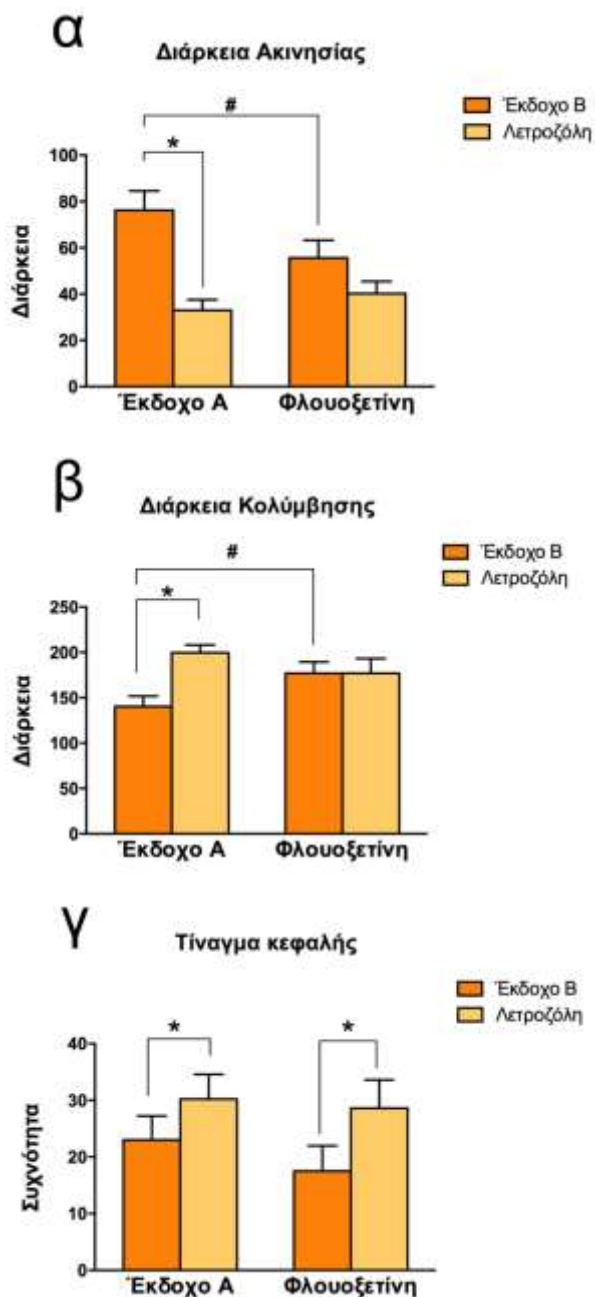 α
Διάρκεια Ακινησίας
Έκδοχο Β
Λετροζόλη
#
*
Διάρκεια
100
80
60
40
20
0
Έκδοχο Α
Φλουοξετίνη
β
Διάρκεια Κολύμβησης
Έκδοχο Β
Λετροζόλη
#
*
Διάρκεια
250
200
150
100
50
0
Έκδοχο Α
Φλουοξετίνη
γ
Τίναγμα κεφαλής
Έκδοχο Β
Λετροζόλη
*
*
Συχνότητα
40
30
20
10
0
Έκδοχο Α
Φλουοξετίνη